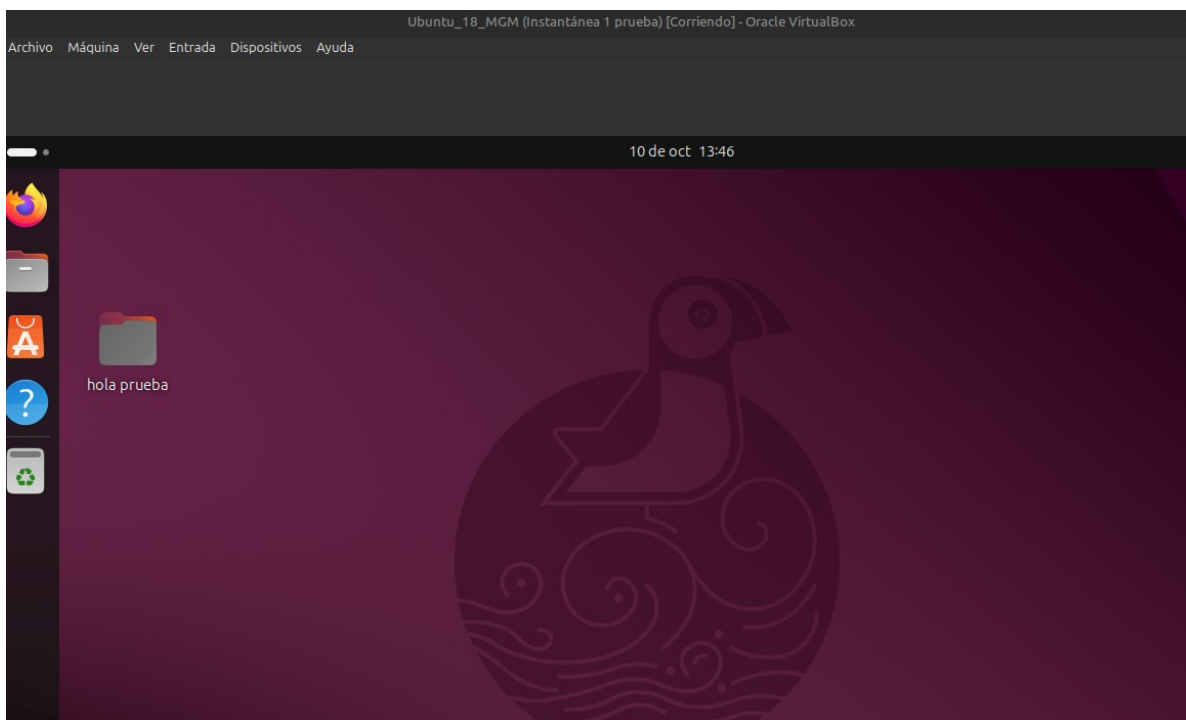 Ubuntu_18_MGM (Instantánea 1 prueba) [Corriendo] - Oracle VirtualBox
Archivo Máquina Ver Entrada Dispositivos Ayuda
10 de oct 13:46
hola prueba